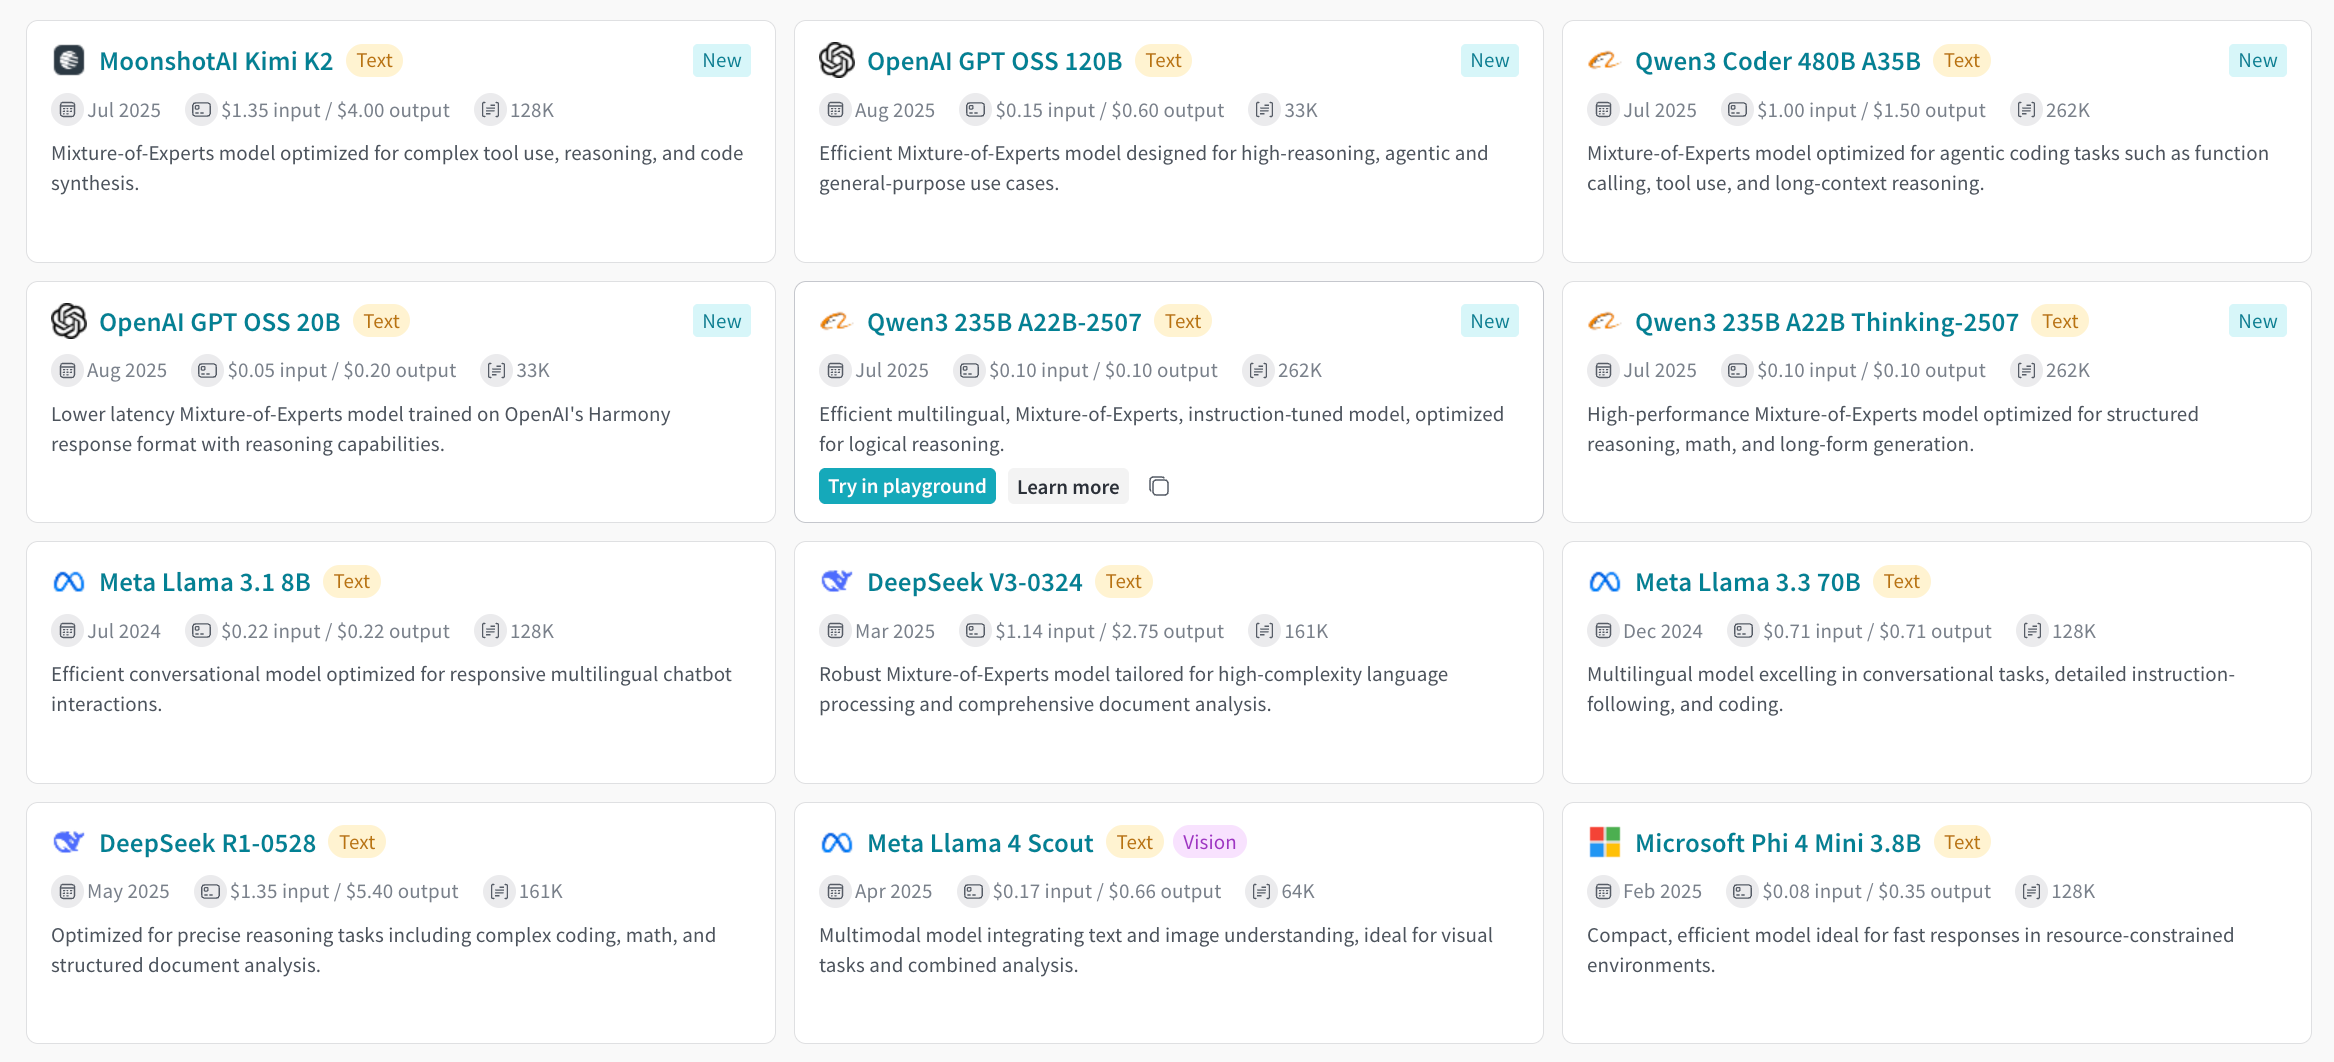 MoonshotAI Kimi K2 Text New
Jul 2025 $1.35 input / $4.00 output 128K
Mixture-of-Experts model optimized for complex tool use, reasoning, and code
synthesis.
OpenAI GPT OSS 120B Text New
Aug 2025 $0.15 input / $0.60 output 33K
Efficient Mixture-of-Experts model designed for high-reasoning, agentic and
general-purpose use cases.
Qwen3 Coder 480B A35B Text New
Jul 2025 $1.00 input / $1.50 output 262K
Mixture-of-Experts model optimized for agentic coding tasks such as function
calling, tool use, and long-context reasoning.
OpenAI GPT OSS 20B Text New
Aug 2025 $0.05 input / $0.20 output 33K
Lower latency Mixture-of-Experts model trained on OpenAI's Harmony
response format with reasoning capabilities.
Qwen3 235B A22B-2507 Text New
Jul 2025 $0.10 input / $0.10 output 262K
Efficient multilingual, Mixture-of-Experts, instruction-tuned model, optimized
for logical reasoning.
Try in playground Learn more
Qwen3 235B A22B Thinking-2507 Text New
Jul 2025 $0.10 input / $0.10 output 262K
High-performance Mixture-of-Experts model optimized for structured
reasoning, math, and long-form generation.
Meta Llama 3.1 8B Text
Jul 2024 $0.22 input / $0.22 output 128K
Efficient conversational model optimized for responsive multilingual chatbot
interactions.
DeepSeek V3-0324 Text
Mar 2025 $1.14 input / $2.75 output 161K
Robust Mixture-of-Experts model tailored for high-complexity language
processing and comprehensive document analysis.
Meta Llama 3.3 70B Text
Dec 2024 $0.71 input / $0.71 output 128K
Multilingual model excelling in conversational tasks, detailed instruction-
following, and coding.
DeepSeek R1-0528 Text
May 2025 $1.35 input / $5.40 output 161K
Optimized for precise reasoning tasks including complex coding, math, and
structured document analysis.
Meta Llama 4 Scout Text Vision
Apr 2025 $0.17 input / $0.66 output 64K
Multimodal model integrating text and image understanding, ideal for visual
tasks and combined analysis.
Microsoft Phi 4 Mini 3.8B Text
Feb 2025 $0.08 input / $0.35 output 128K
Compact, efficient model ideal for fast responses in resource-constrained
environments.